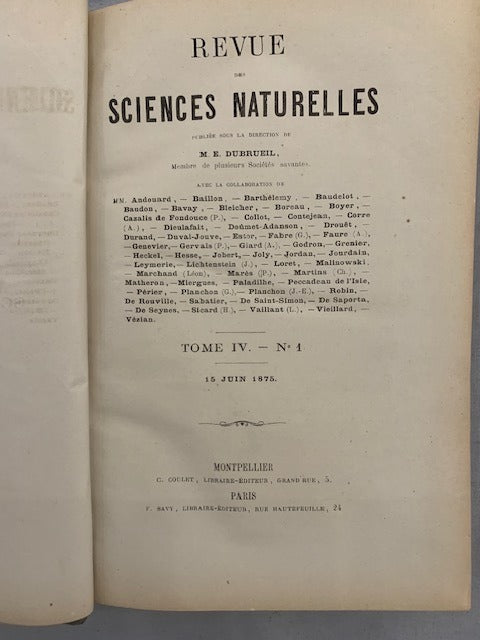 REVUE
DES
SCIENCES NATURELLES
PUBLIÉE SOUS LA DIRECTION DE
M. E. DUBRUEIL,
Membre de plusieurs Sociétés savantes.
AVEC LA COLLABORATION DE
MM. Andouard, — Baillon, — Barthélemy, — Baudelot, —
Baudon, — Bavay, — Bleicher, — Boreau, — Boyer, —
Cazalis de Fondouce (P.), — Collot, — Contejean, — Corre
(A.), — Dieulafait, — Doûmet-Adanson, — Drouët, —
Durand, — Duval-Jouve, — Estor, — Fabre (G.), — Faure (A.),
— Genevier, — Gervais (P.), — Giard (A.), — Godron, — Grenier,
— Heckel, — Hesse, — Jobert, — Joly, — Jordan, — Jourdain,
— Leymerie, — Lichtenstein (J.), — Loret, — Malinowski,
— Marchand (Léon), — Marès (P.), — Martins (Ch.), —
Matheron, — Miergues, — Paladilhe, — Peccadeau de l'Isle,
— Périer, — Planchon (G.), — Planchon (J.-E.), — Robin, —
De Rouville, — Sabatier, — De Saint-Simon, — De Saporta,
— De Seynes, — Sicard (H.), — Vaillant (L.), — Vieillard, —
Vézian.
TOME IV. — N° 1
15 JUIN 1875.
MONTPELLIER
C. COULET, LIBRAIRE-ÉDITEUR, GRAND'RUE, 5.
PARIS
F. SAVY, LIBRAIRE-ÉDITEUR, RUE HAUTEFEUILLE, 24